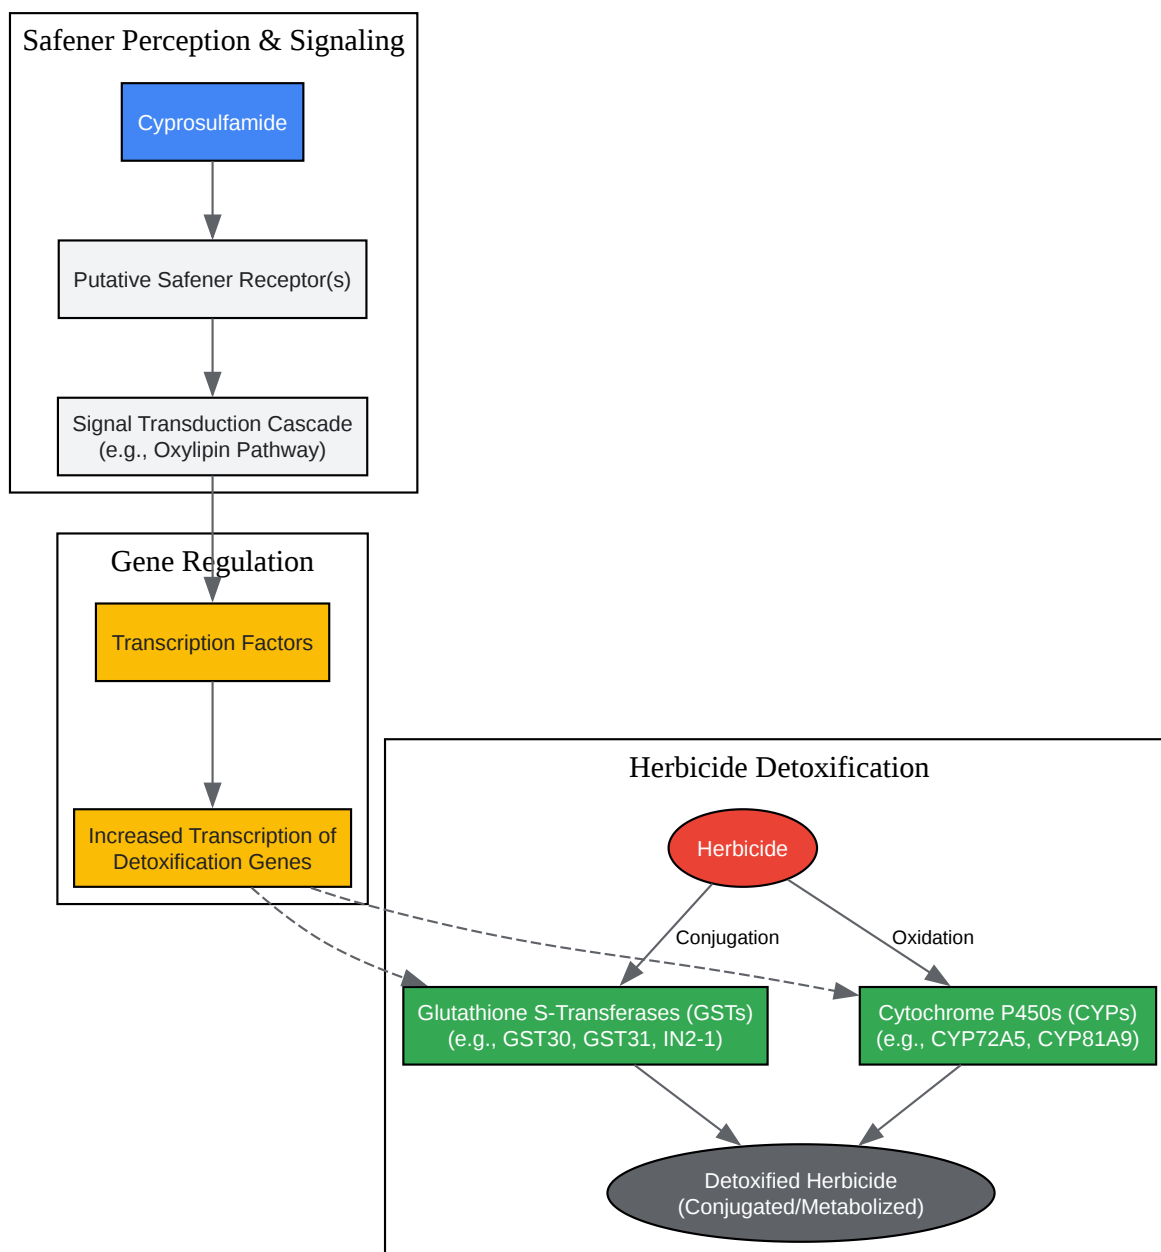 Safener Perception & Signaling
Cyprosulfamide
Putative Safener Receptor(s)
Signal Transduction Cascade
(e.g., Oxylipin Pathway)
Gene Regulation
Transcription Factors
Increased Transcription of
Detoxification Genes
Herbicide Detoxification
Herbicide
Conjugation
Oxidation
Glutathione S-Transferases (GSTs)
(e.g., GST30, GST31, IN2-1)
Cytochrome P450s (CYPs)
(e.g., CYP72A5, CYP81A9)
Detoxified Herbicide
(Conjugated/Metabolized)